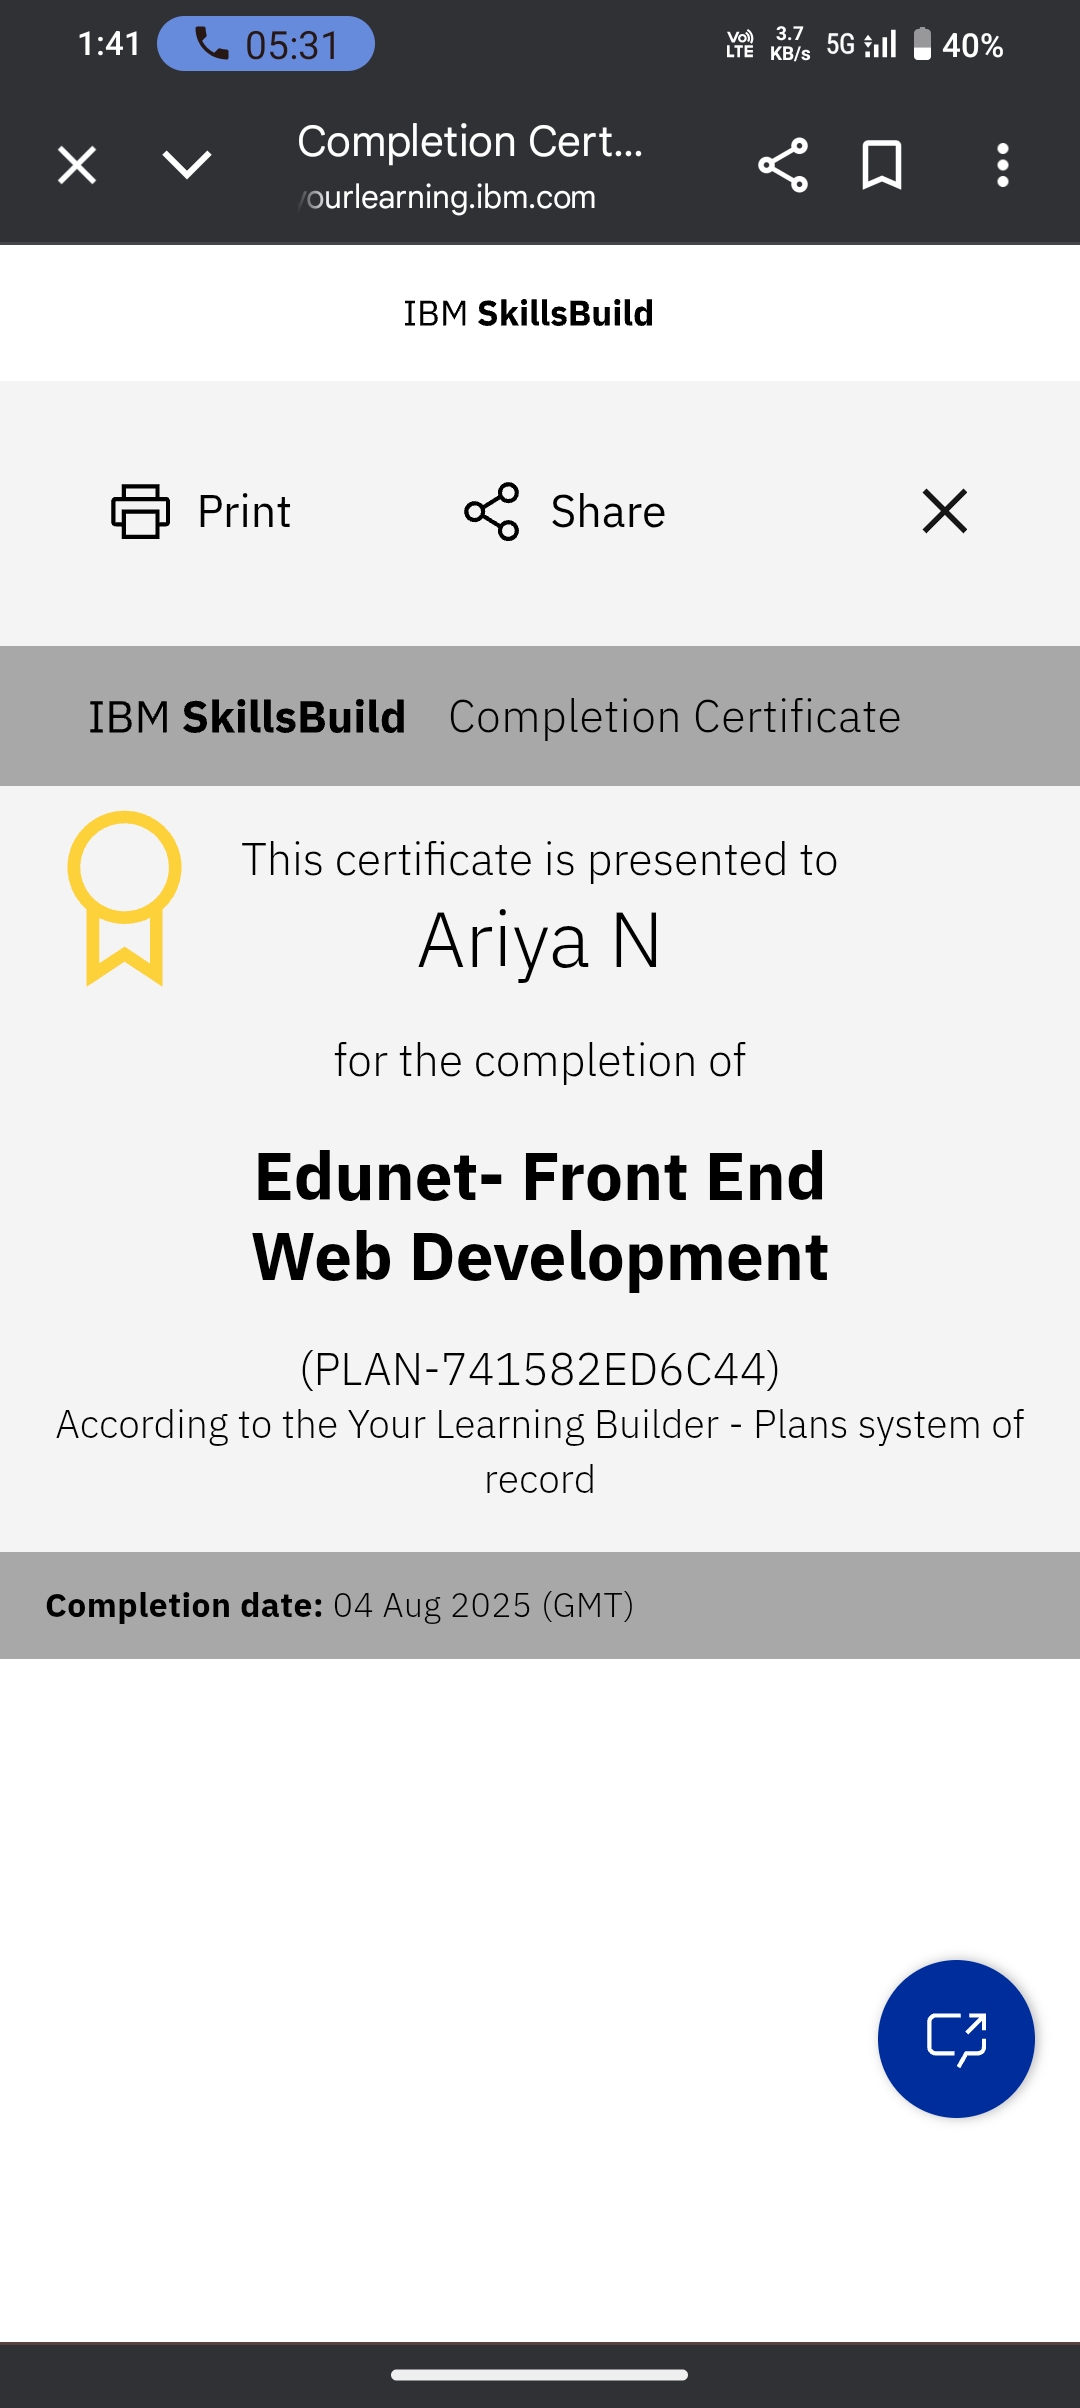 1:41 05:31 Vo)) LTE 3.7 KB/s 5G 40%
Completion Cert...
yourlearning.ibm.com
IBM SkillsBuild
Print Share
IBM SkillsBuild Completion Certificate
This certificate is presented to
Ariya N
for the completion of
Edunet- Front End
Web Development
(PLAN-741582ED6C44)
According to the Your Learning Builder - Plans system of
record
Completion date: 04 Aug 2025 (GMT)